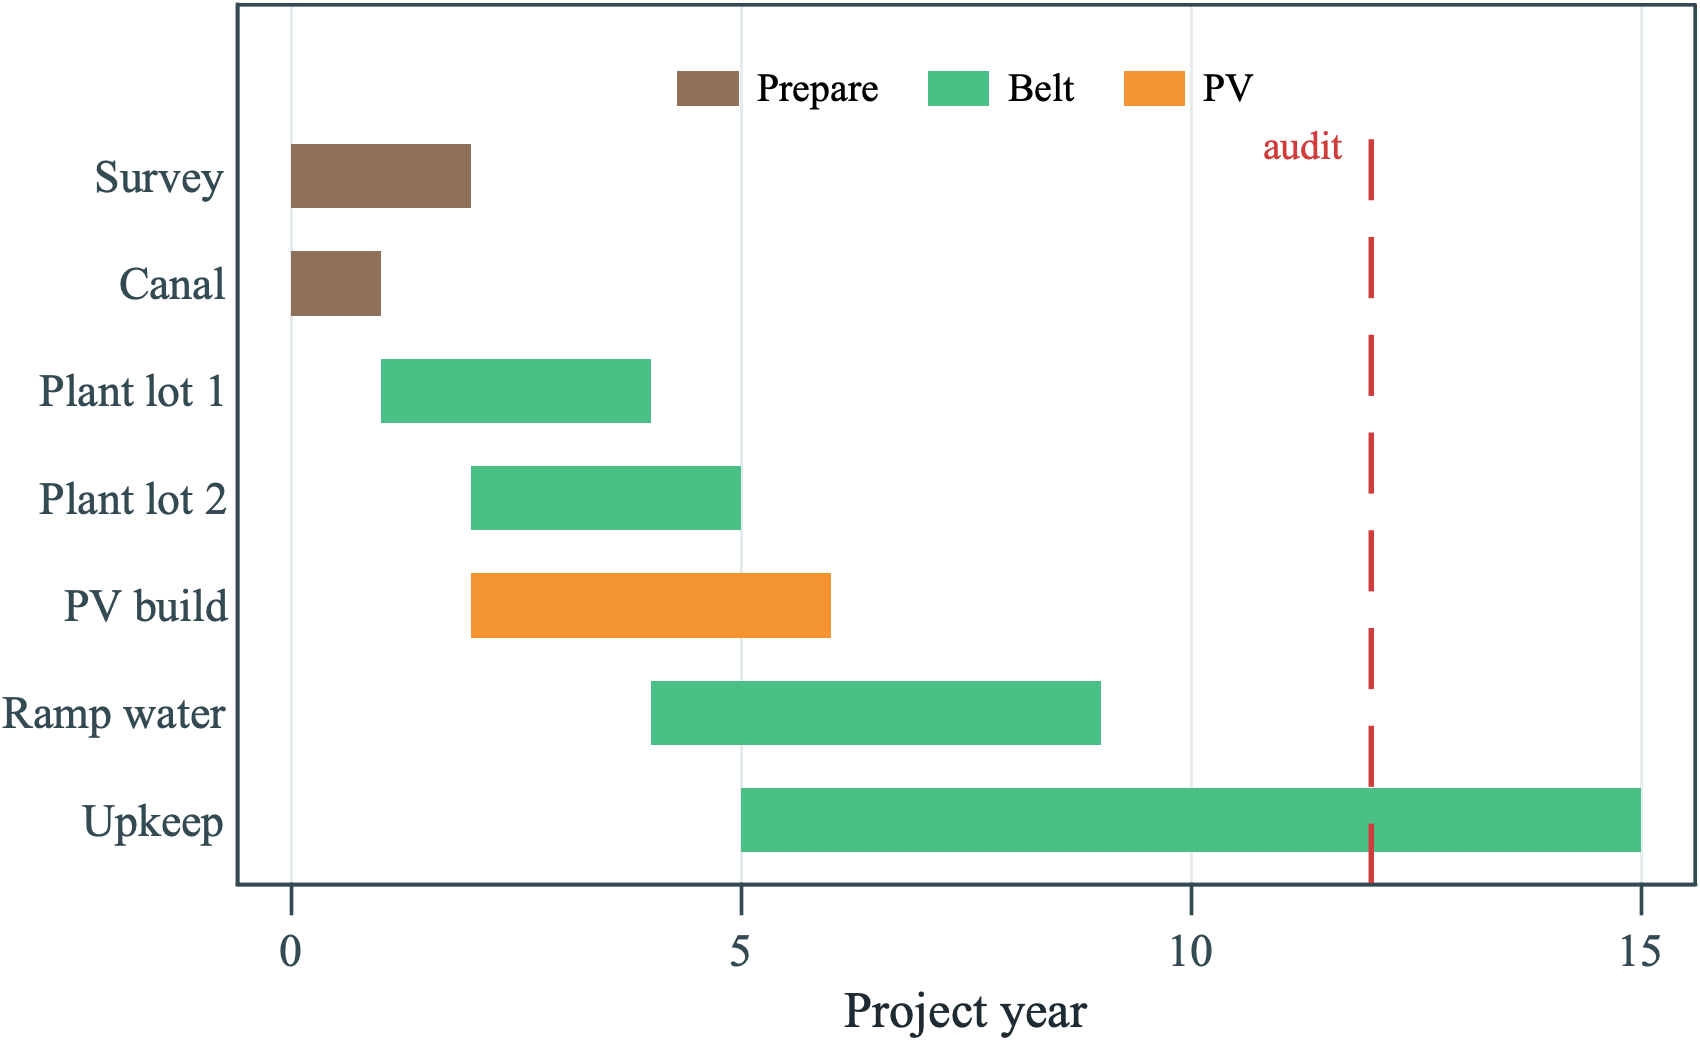 Prepare Belt PV
audit
Survey
Canal
Plant lot 1
Plant lot 2
PV build
Ramp water
Upkeep
0 5 10 15
Project year